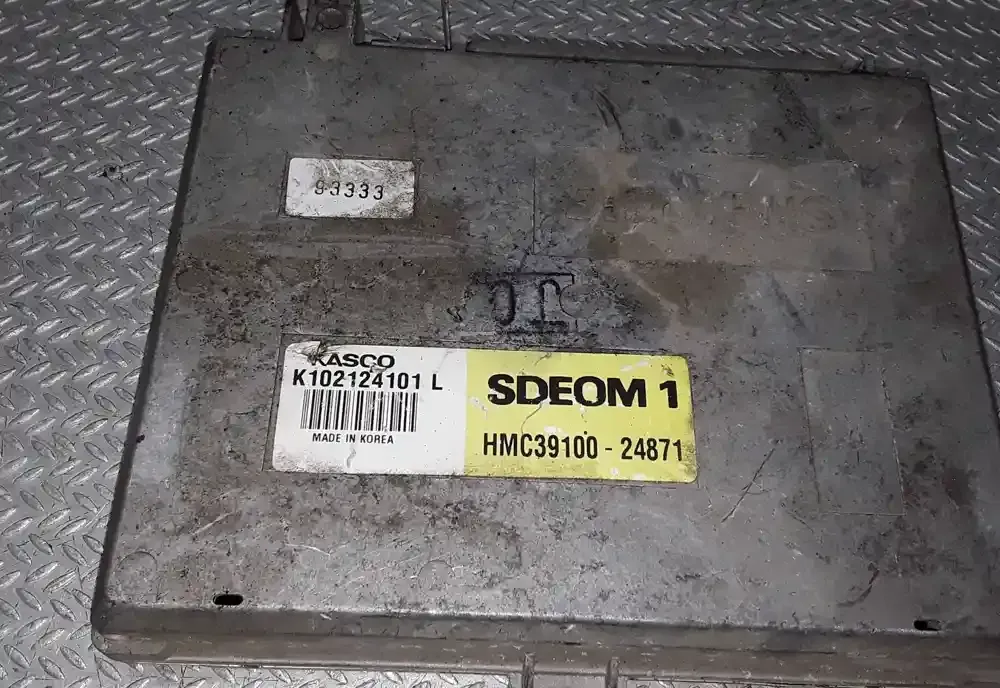 93333
KASCO
K102124101 L
MADE IN KOREA
SDEOM 1
HMC39100 - 24871